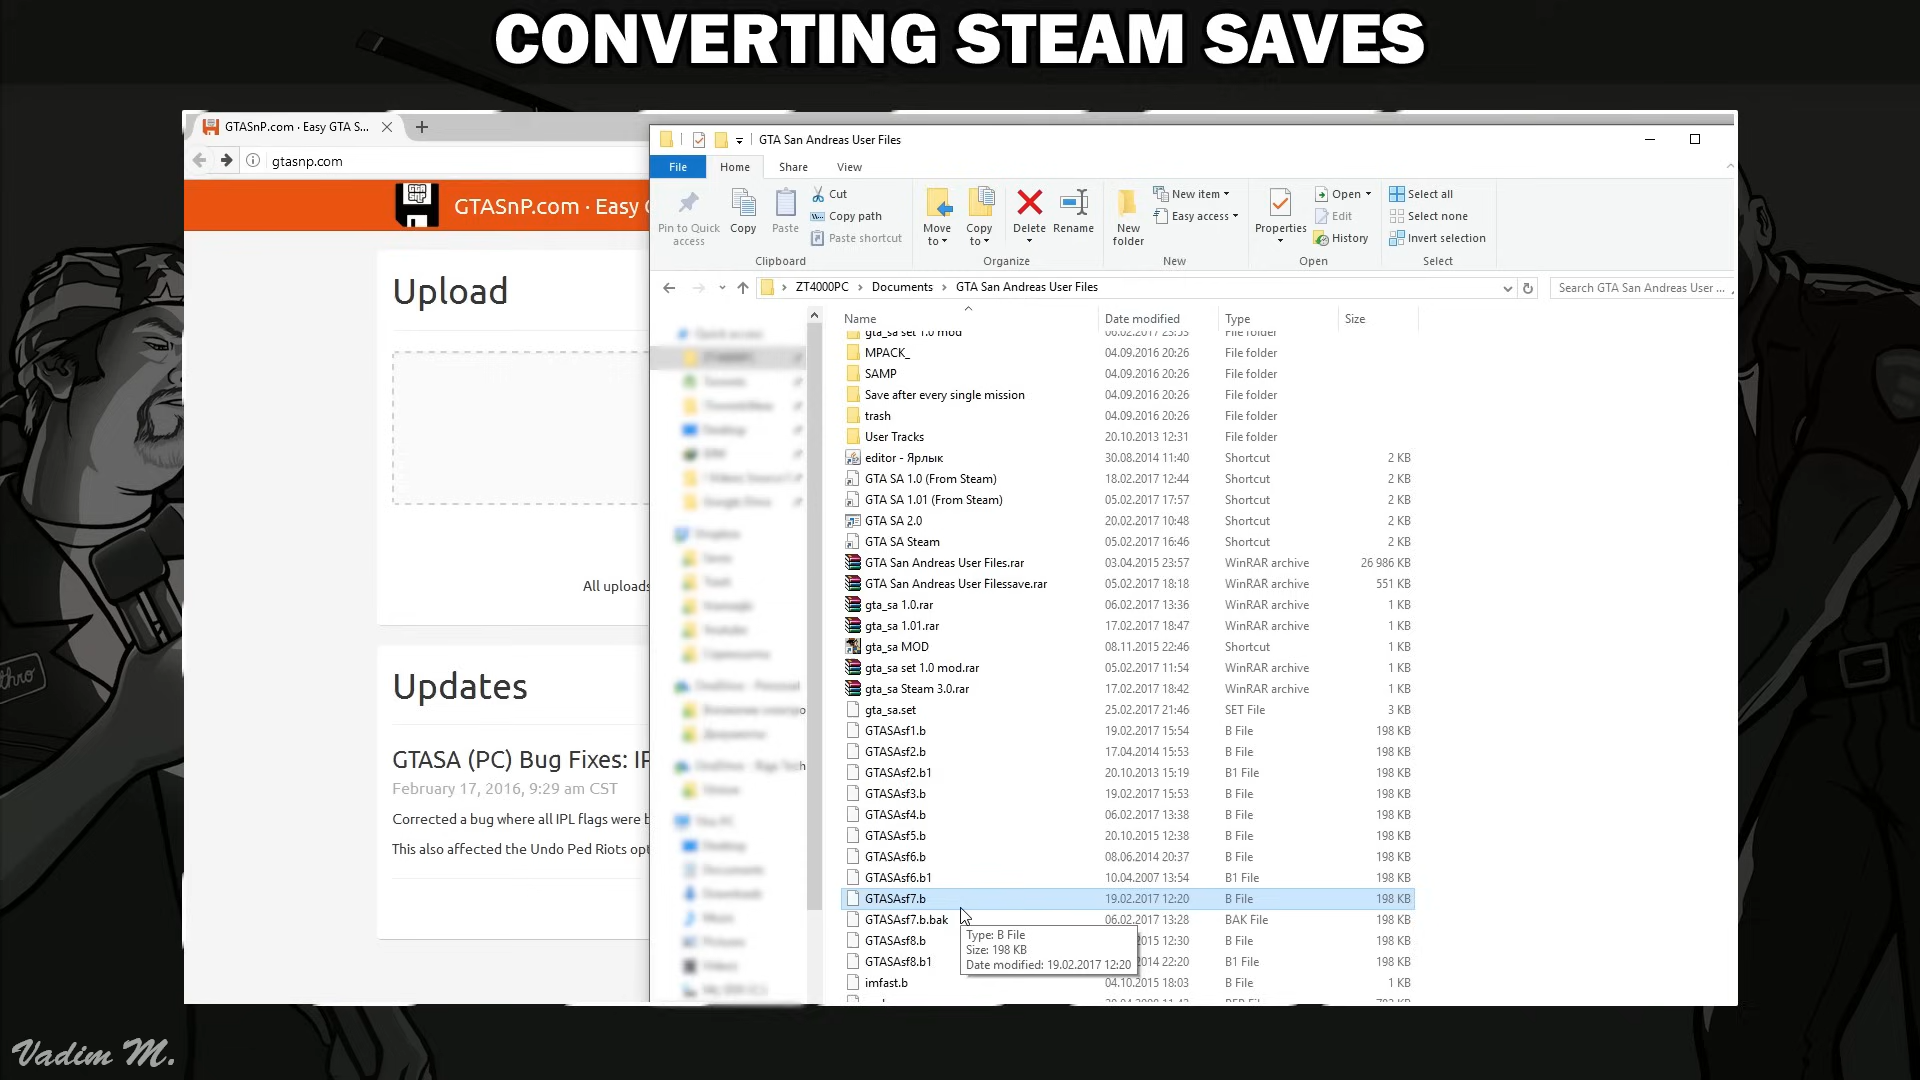 CONVERTING STEAM SAVES
GTASnP.com · Easy GTA S...
gtasnp.com
GTASnP.com · Easy
Upload
All uploads
Updates
GTASA (PC) Bug Fixes: IP
February 17, 2016, 9:29 am CST
Corrected a bug where all IPL flags were b
This also affected the Undo Ped Riots opt
GTA San Andreas User Files
File Home Share View
Pin to Quick access
Copy
Paste
Cut
Copy path
Paste shortcut
Clipboard
Move to
Copy to
Delete
Rename
Organize
New folder
New item
Easy access
New
Properties
Open
Edit
History
Open
Select all
Select none
Invert selection
Select
ZT4000PC > Documents > GTA San Andreas User Files
Search GTA San Andreas User ...
Name Date modified Type Size
gta_sa set 1.0 mod 06.02.2017 23:53 File folder
MPACK_ 04.09.2016 20:26 File folder
SAMP 04.09.2016 20:26 File folder
Save after every single mission 04.09.2016 20:26 File folder
trash 04.09.2016 20:26 File folder
User Tracks 20.10.2013 12:31 File folder
editor - Ярлык 30.08.2014 11:40 Shortcut 2 KB
GTA SA 1.0 (From Steam) 18.02.2017 12:44 Shortcut 2 KB
GTA SA 1.01 (From Steam) 05.02.2017 17:57 Shortcut 2 KB
GTA SA 2.0 20.02.2017 10:48 Shortcut 2 KB
GTA SA Steam 05.02.2017 16:46 Shortcut 2 KB
GTA San Andreas User Files.rar 03.04.2015 23:57 WinRAR archive 26 986 KB
GTA San Andreas User Filessave.rar 05.02.2017 18:18 WinRAR archive 551 KB
gta_sa 1.0.rar 06.02.2017 13:36 WinRAR archive 1 KB
gta_sa 1.01.rar 17.02.2017 18:47 WinRAR archive 1 KB
gta_sa MOD 08.11.2015 22:46 Shortcut 1 KB
gta_sa set 1.0 mod.rar 05.02.2017 11:54 WinRAR archive 1 KB
gta_sa Steam 3.0.rar 17.02.2017 18:42 WinRAR archive 1 KB
gta_sa.set 25.02.2017 21:46 SET File 3 KB
GTASAsf1.b 19.02.2017 15:54 B File 198 KB
GTASAsf2.b 17.04.2014 15:53 B File 198 KB
GTASAsf2.b1 20.10.2013 15:19 B1 File 198 KB
GTASAsf3.b 19.02.2017 15:53 B File 198 KB
GTASAsf4.b 06.02.2017 13:38 B File 198 KB
GTASAsf5.b 20.10.2015 12:38 B File 198 KB
GTASAsf6.b 08.06.2014 20:37 B File 198 KB
GTASAsf6.b1 10.04.2007 13:54 B1 File 198 KB
GTASAsf7.b 19.02.2017 12:20 B File 198 KB
GTASAsf7.b.bak 06.02.2017 13:28 BAK File 198 KB
GTASAsf8.b 2015 12:30 B File 198 KB
GTASAsf8.b1 2014 22:20 B1 File 198 KB
imfast.b 04.10.2015 18:03 B File 1 KB
Type: B File
Size: 198 KB
Date modified: 19.02.2017 12:20
Vadim M.